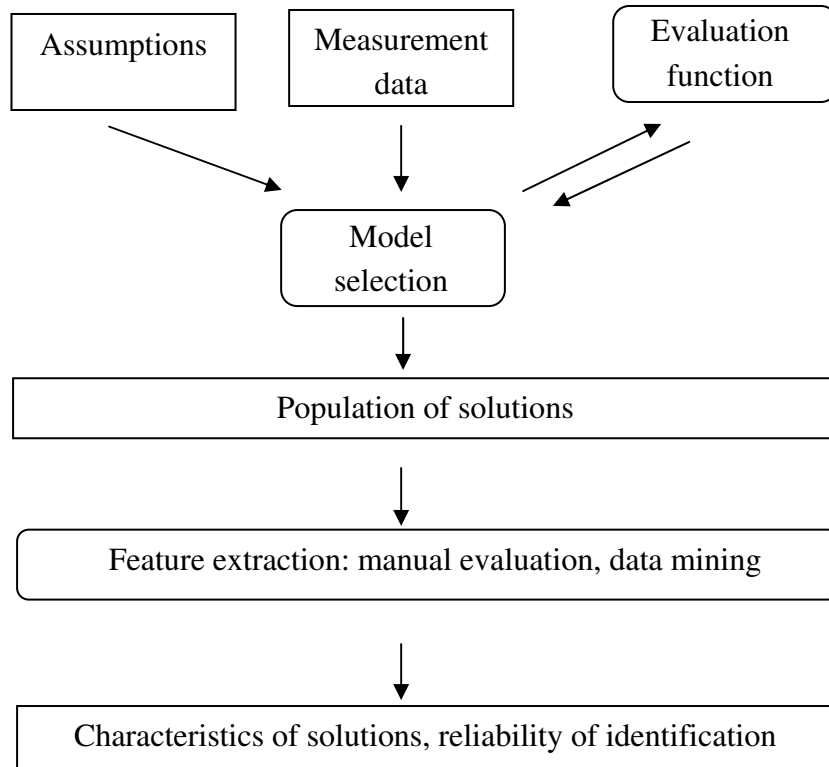 Assumptions
Measurement
data
Evaluation
function
Model
selection
Population of solutions
Feature extraction: manual evaluation, data mining
Characteristics of solutions, reliability of identification